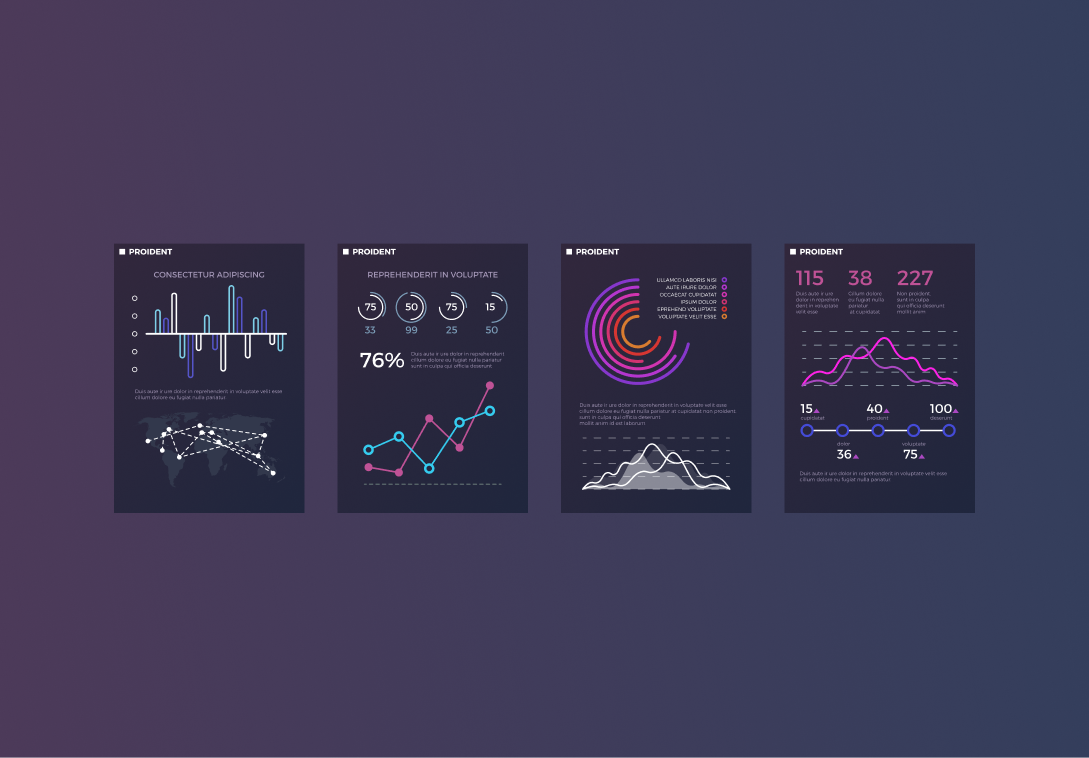 PROIDENT
CONSECTETUR ADIPISCING
Duis aute ir ure dolor in reprehenderit in voluptate velit esse
cillum dolore eu fugiat nulla pariatur
PROIDENT
REPREHENDERIT IN VOLUPTATE
75 50 75 15
33 99 25 50
76%
Duis aute ir ure dolor in reprehenderit
cillum dolore eu fugiat nulla pariatur
sunt in culpa qui officia deserunt
PROIDENT
ULLAMCO LABORIS NISI
AUTE IRURE DOLOR
OCCAECAT CUPIDATAT
IPSUM DOLOR
EPREHEND VOLUPTATE
VOLUPTATE VELIT ESSE
Duis aute ir ure dolor in reprehenderit in voluptate velit esse
cillum dolore eu fugiat nulla pariatur at cupidatat non proident
sunt in culpa qui officia deserunt
mollit anim id est laborum
PROIDENT
115 38 227
Duis aute ir ure
dolor in reprehen
derit in voluptate
velit esse
Cillum dolore
eu fugiat nulla
pariatur
at cupidatat
Non proident
sunt in culpa
qui officia deserunt
mollit anim
15 40 100
cupidatat proident deserunt
dolor voluptate
36 75
Duis aute ir ure dolor in reprehenderit in voluptate velit esse
cillum dolore eu fugiat nulla pariatur